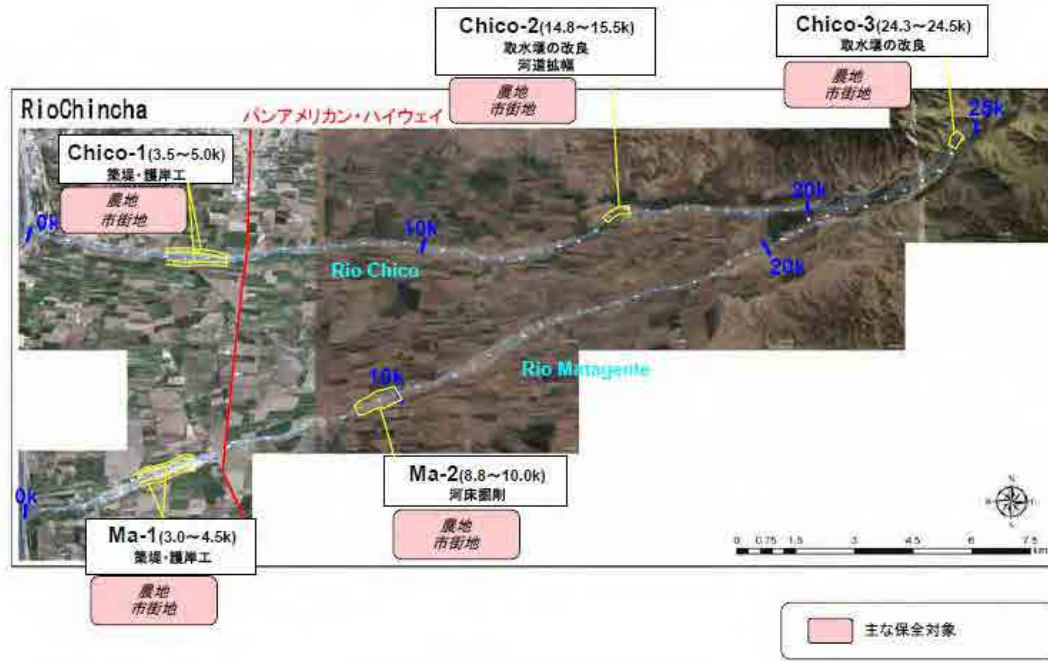 Chico-2(14.8～15.5k)
取水堰の改良
河道拡幅
農地
市街地
Chico-3(24.3～24.5k)
取水堰の改良
農地
市街地
RioChincha
パンアメリカン・ハイウェイ
Chico-1(3.5～5.0k)
築堤・護岸工
農地
市街地
0k
10k
20k
25k
Rio Chico
20k
Rio Matagente
10k
0k
Ma-2(8.8～10.0k)
河床掘削
農地
市街地
Ma-1(3.0～4.5k)
築堤・護岸工
農地
市街地
N
S
0 0.75 1.5 3 4.5 6 7.5
主な保全対象